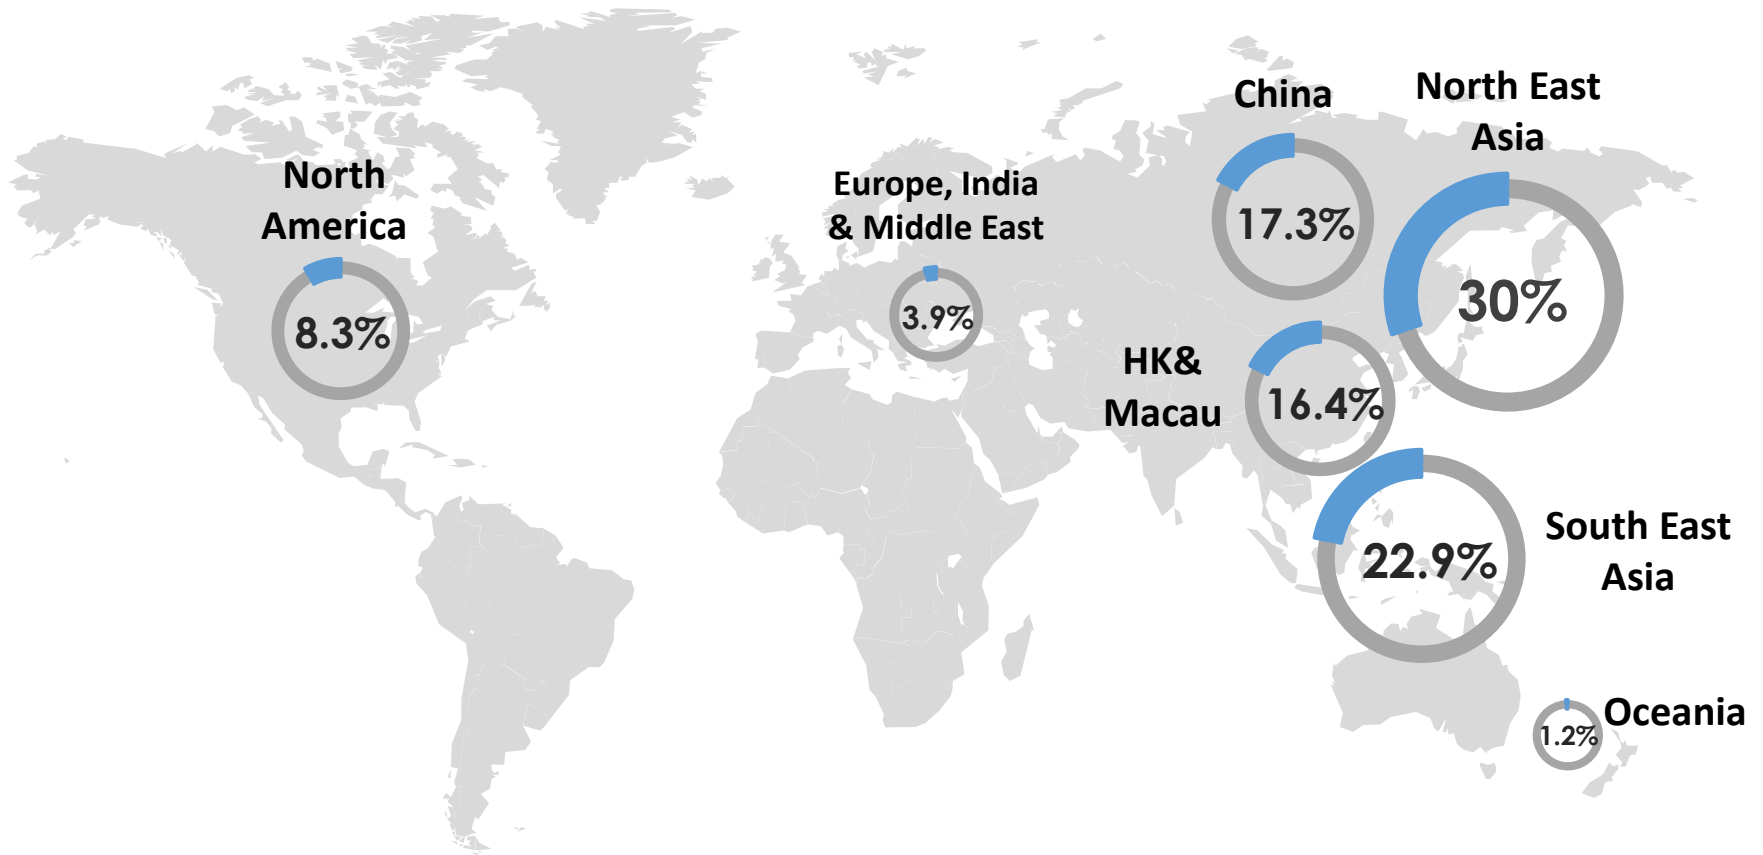 North
America
8.3%
Europe, India
& Middle East
3.9%
China
17.3%
North East
Asia
30%
HK&
Macau
16.4%
South East
Asia
22.9%
Oceania
1.2%